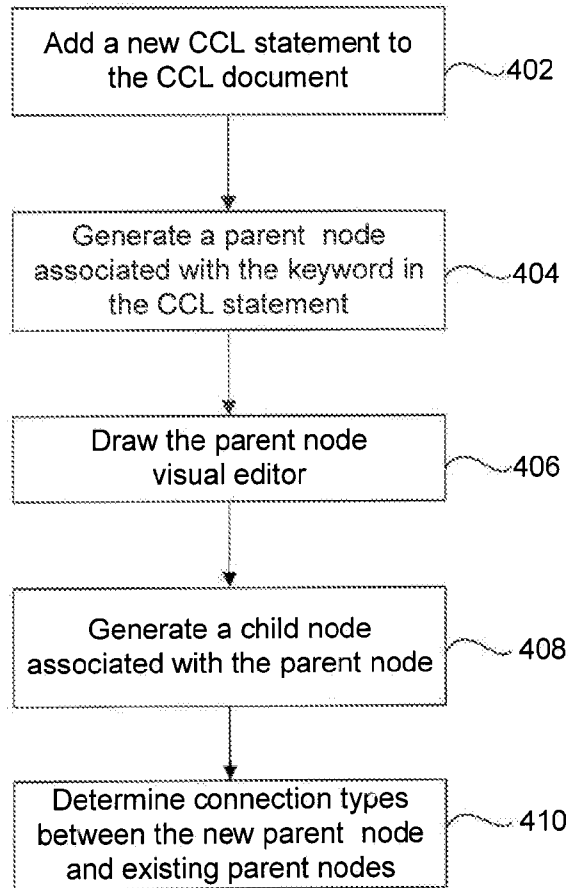 Add a new CCL statement to
the CCL document
402
Generate a parent node
associated with the keyword in
the CCL statement
404
Draw the parent node
visual editor
406
Generate a child node
associated with the parent node
408
Determine connection types
between the new parent node
and existing parent nodes
410